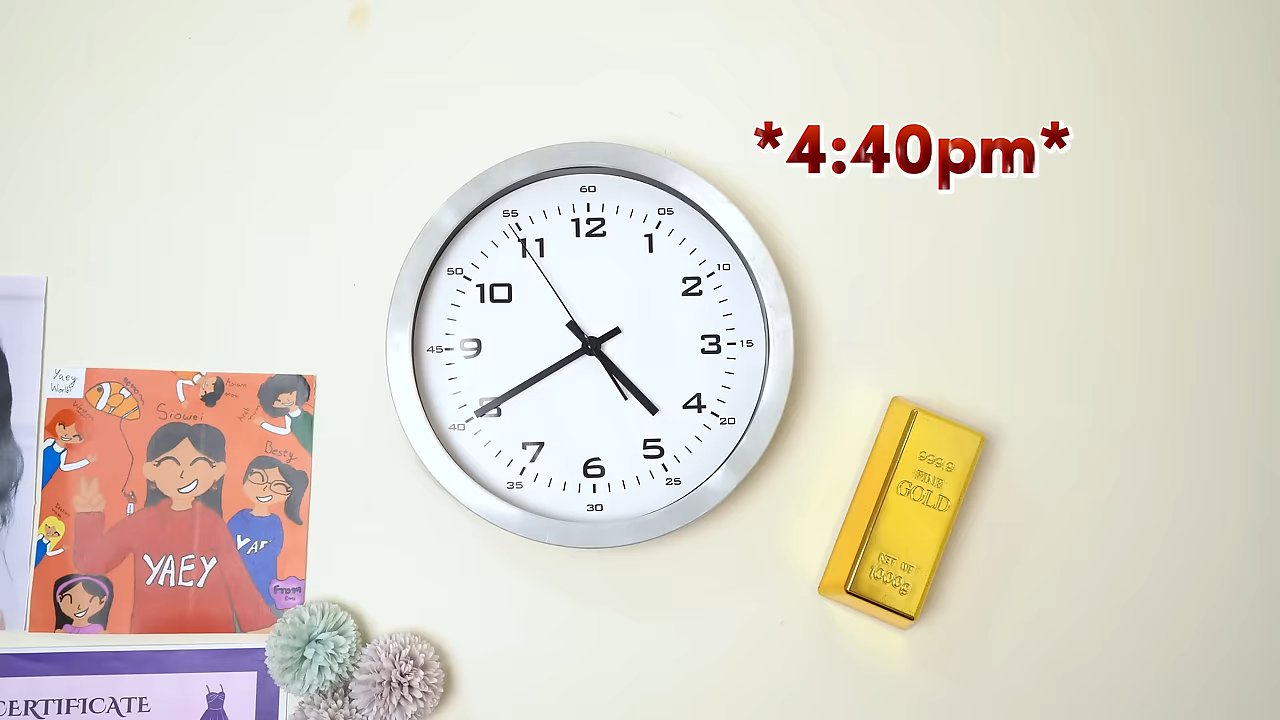 *4:40pm*
60
55
05
12
11
1
50
10
10
2
45
9
3
15
8
4
40
20
7
5
6
35
25
30
Yaey
World
Siowei
Besty
YAEY
From
999.9
FINE
GOLD
NET WT
1000g
CERTIFICATE